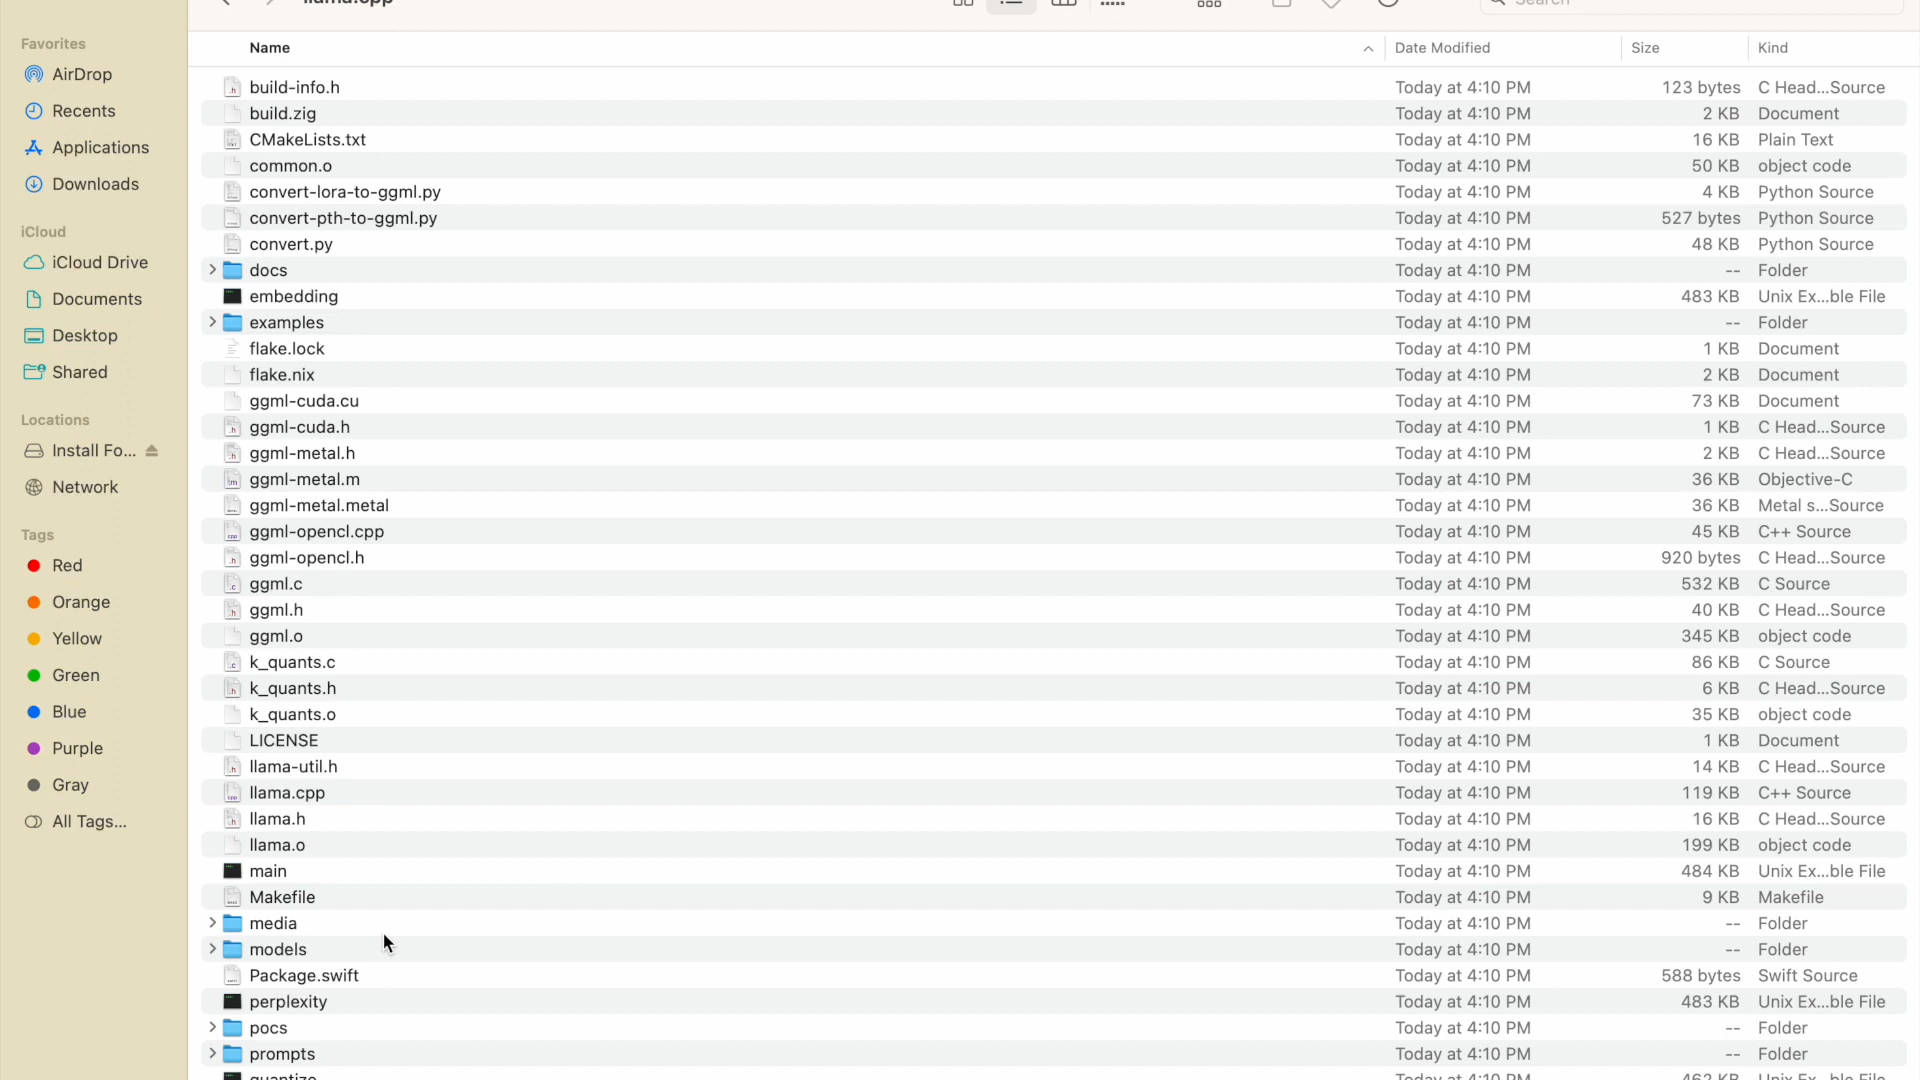 llama.cpp
Search
Favorites
AirDrop
Recents
Applications
Downloads
iCloud
iCloud Drive
Documents
Desktop
Shared
Locations
Install Fo...
Network
Tags
Red
Orange
Yellow
Green
Blue
Purple
Gray
All Tags...
Name Date Modified Size Kind
build-info.h Today at 4:10 PM 123 bytes C Head...Source
build.zig Today at 4:10 PM 2 KB Document
CMakeLists.txt Today at 4:10 PM 16 KB Plain Text
common.o Today at 4:10 PM 50 KB object code
convert-lora-to-ggml.py Today at 4:10 PM 4 KB Python Source
convert-pth-to-ggml.py Today at 4:10 PM 527 bytes Python Source
convert.py Today at 4:10 PM 48 KB Python Source
docs Today at 4:10 PM -- Folder
embedding Today at 4:10 PM 483 KB Unix Ex...ble File
examples Today at 4:10 PM -- Folder
flake.lock Today at 4:10 PM 1 KB Document
flake.nix Today at 4:10 PM 2 KB Document
ggml-cuda.cu Today at 4:10 PM 73 KB Document
ggml-cuda.h Today at 4:10 PM 1 KB C Head...Source
ggml-metal.h Today at 4:10 PM 2 KB C Head...Source
ggml-metal.m Today at 4:10 PM 36 KB Objective-C
ggml-metal.metal Today at 4:10 PM 36 KB Metal s...Source
ggml-opencl.cpp Today at 4:10 PM 45 KB C++ Source
ggml-opencl.h Today at 4:10 PM 920 bytes C Head...Source
ggml.c Today at 4:10 PM 532 KB C Source
ggml.h Today at 4:10 PM 40 KB C Head...Source
ggml.o Today at 4:10 PM 345 KB object code
k_quants.c Today at 4:10 PM 86 KB C Source
k_quants.h Today at 4:10 PM 6 KB C Head...Source
k_quants.o Today at 4:10 PM 35 KB object code
LICENSE Today at 4:10 PM 1 KB Document
llama-util.h Today at 4:10 PM 14 KB C Head...Source
llama.cpp Today at 4:10 PM 119 KB C++ Source
llama.h Today at 4:10 PM 16 KB C Head...Source
llama.o Today at 4:10 PM 199 KB object code
main Today at 4:10 PM 484 KB Unix Ex...ble File
Makefile Today at 4:10 PM 9 KB Makefile
media Today at 4:10 PM -- Folder
models Today at 4:10 PM -- Folder
Package.swift Today at 4:10 PM 588 bytes Swift Source
perplexity Today at 4:10 PM 483 KB Unix Ex...ble File
pocs Today at 4:10 PM -- Folder
prompts Today at 4:10 PM -- Folder
quantize Today at 4:10 PM 462 KB Unix Ex...ble File